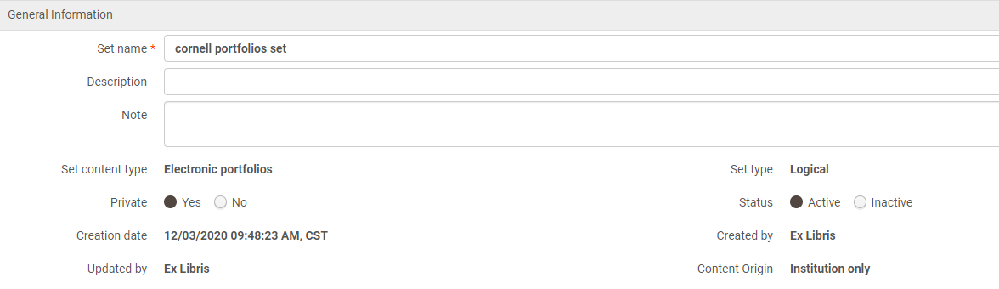 General Information
Set name * cornell portfolios set
Description
Note
Set content type Electronic portfolios Set type Logical
Private Yes No Status Active Inactive
Creation date 12/03/2020 09:48:23 AM, CST Created by Ex Libris
Updated by Ex Libris Content Origin Institution only